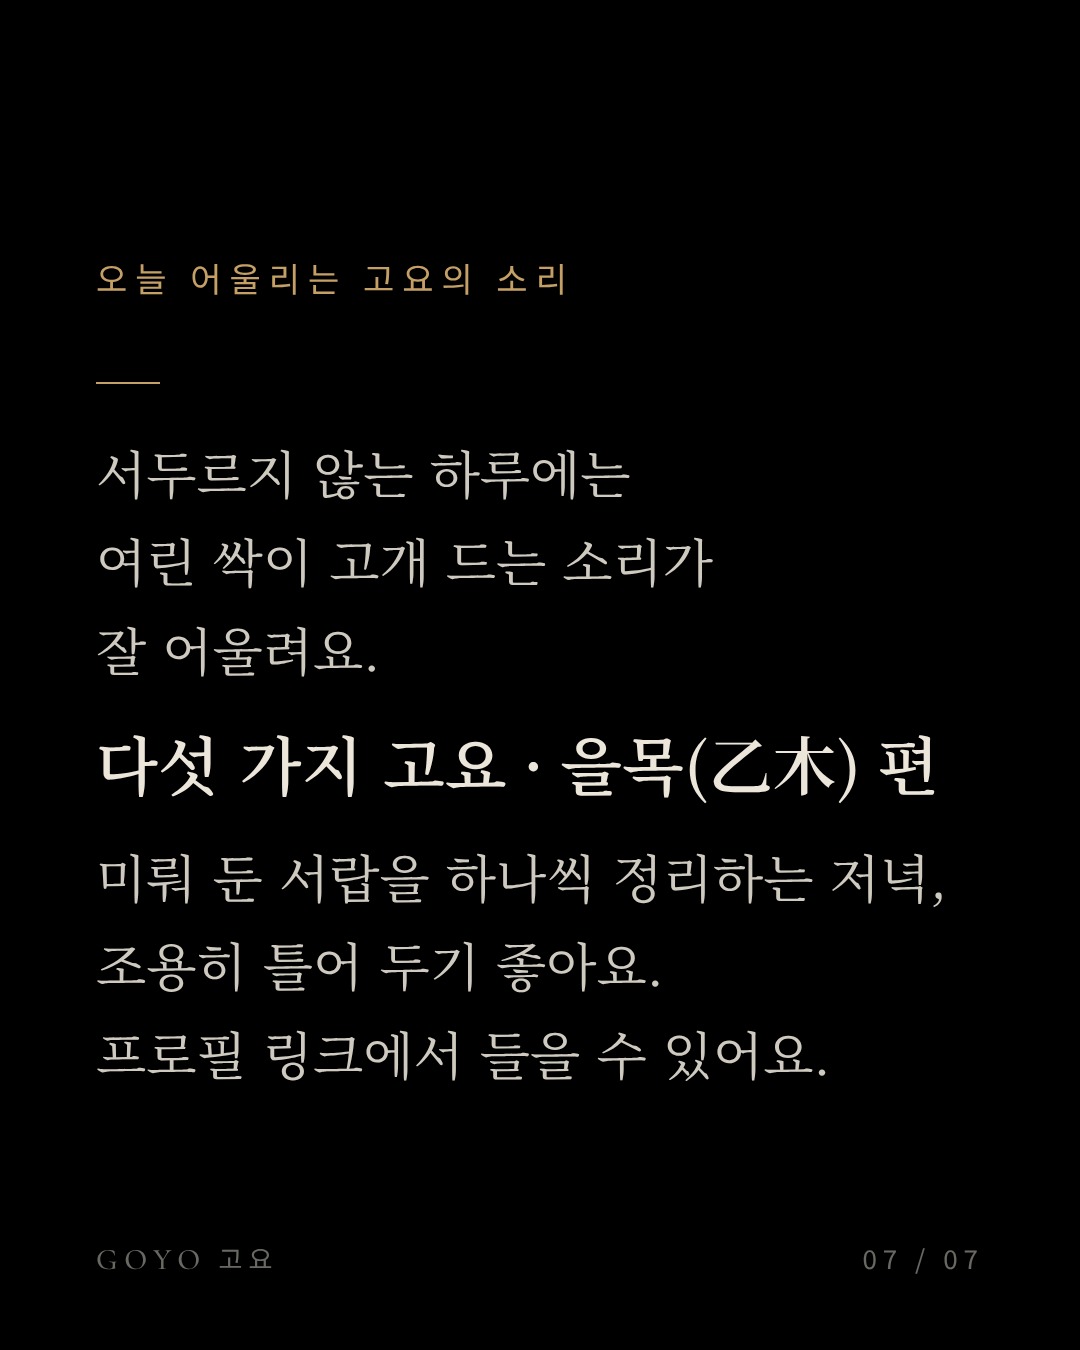 오늘 어울리는 고요의 소리
서두르지 않는 하루에는
여린 싹이 고개 드는 소리가
잘 어울려요.
다섯 가지 고요 · 을목(乙木) 편
미뤄 둔 서랍을 하나씩 정리하는 저녁,
조용히 틀어 두기 좋아요.
프로필 링크에서 들을 수 있어요.
GOYO 고요
07 / 07